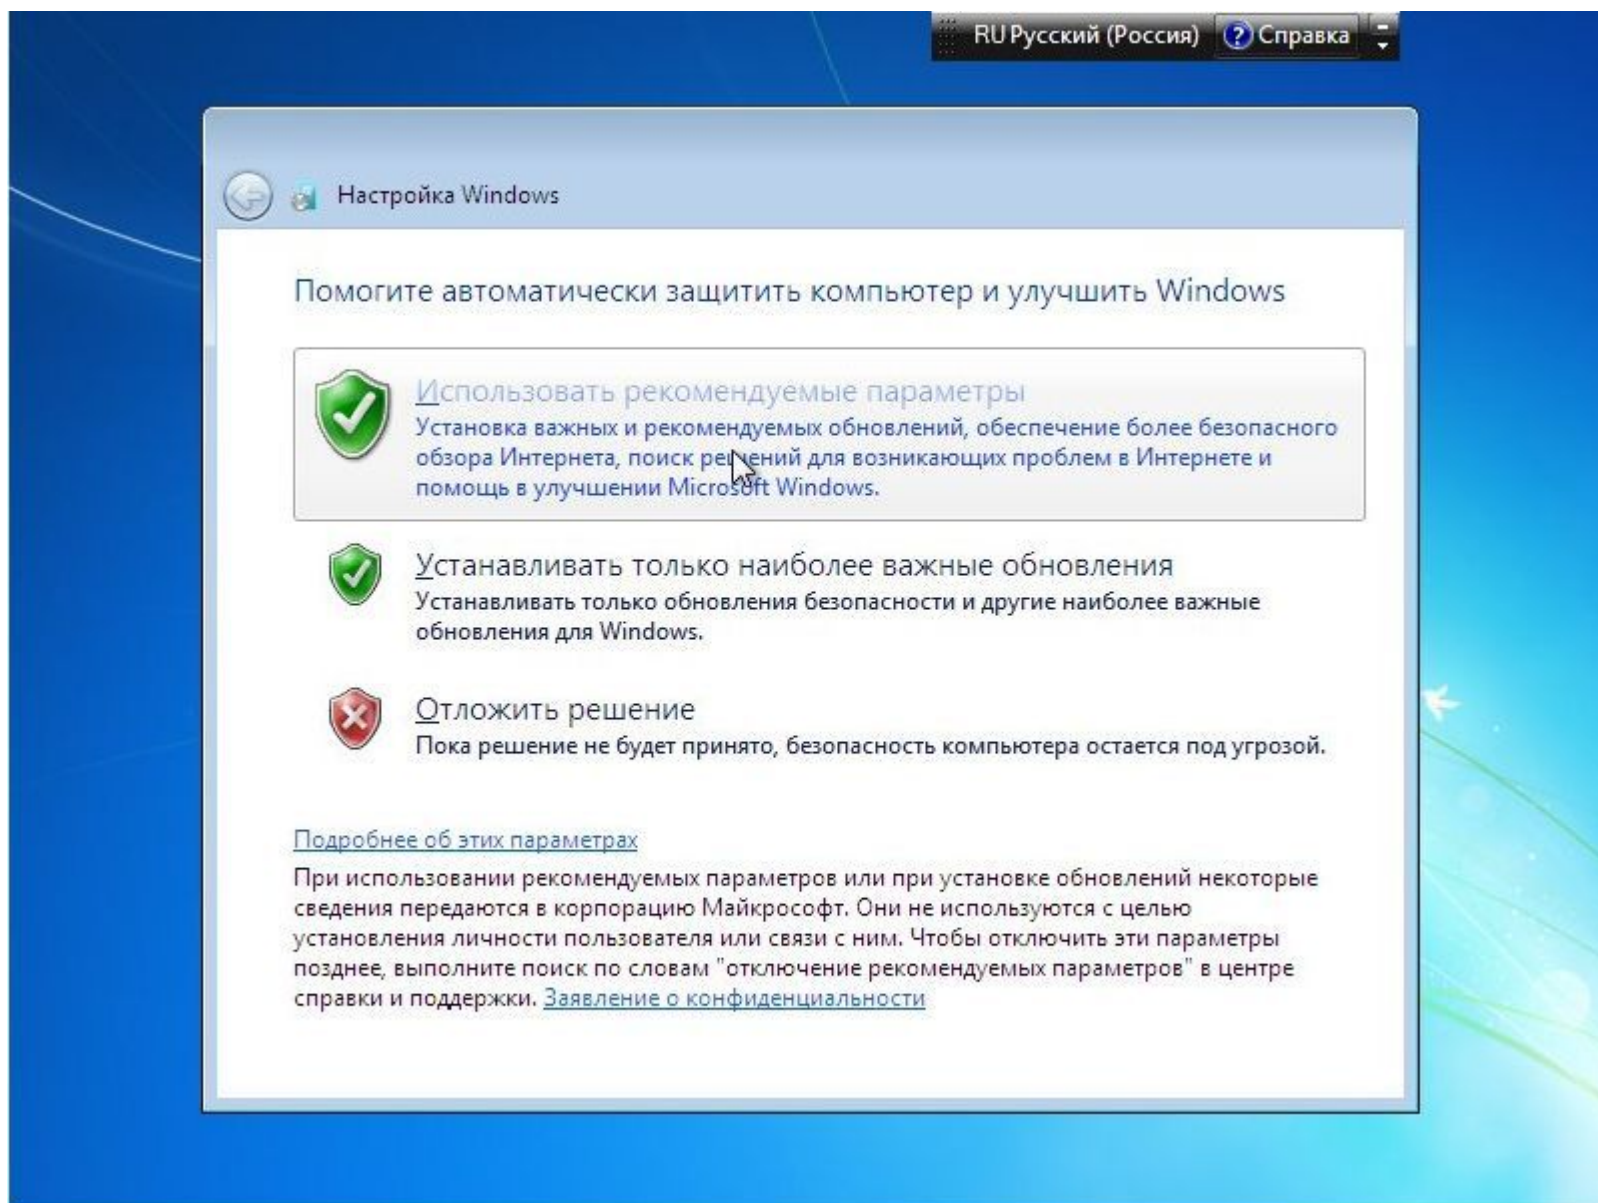 RU Русский (Россия) Справка
Настройка Windows
Помогите автоматически защитить компьютер и улучшить Windows
Использовать рекомендуемые параметры
Установка важных и рекомендуемых обновлений, обеспечение более безопасного
обзора Интернета, поиск решений для возникающих проблем в Интернете и
помощь в улучшении Microsoft Windows.
Устанавливать только наиболее важные обновления
Устанавливать только обновления безопасности и другие наиболее важные
обновления для Windows.
Отложить решение
Пока решение не будет принято, безопасность компьютера остается под угрозой.
Подробнее об этих параметрах
При использовании рекомендуемых параметров или при установке обновлений некоторые
сведения передаются в корпорацию Майкрософт. Они не используются с целью
установления личности пользователя или связи с ним. Чтобы отключить эти параметры
позднее, выполните поиск по словам "отключение рекомендуемых параметров" в центре
справки и поддержки. Заявление о конфиденциальности